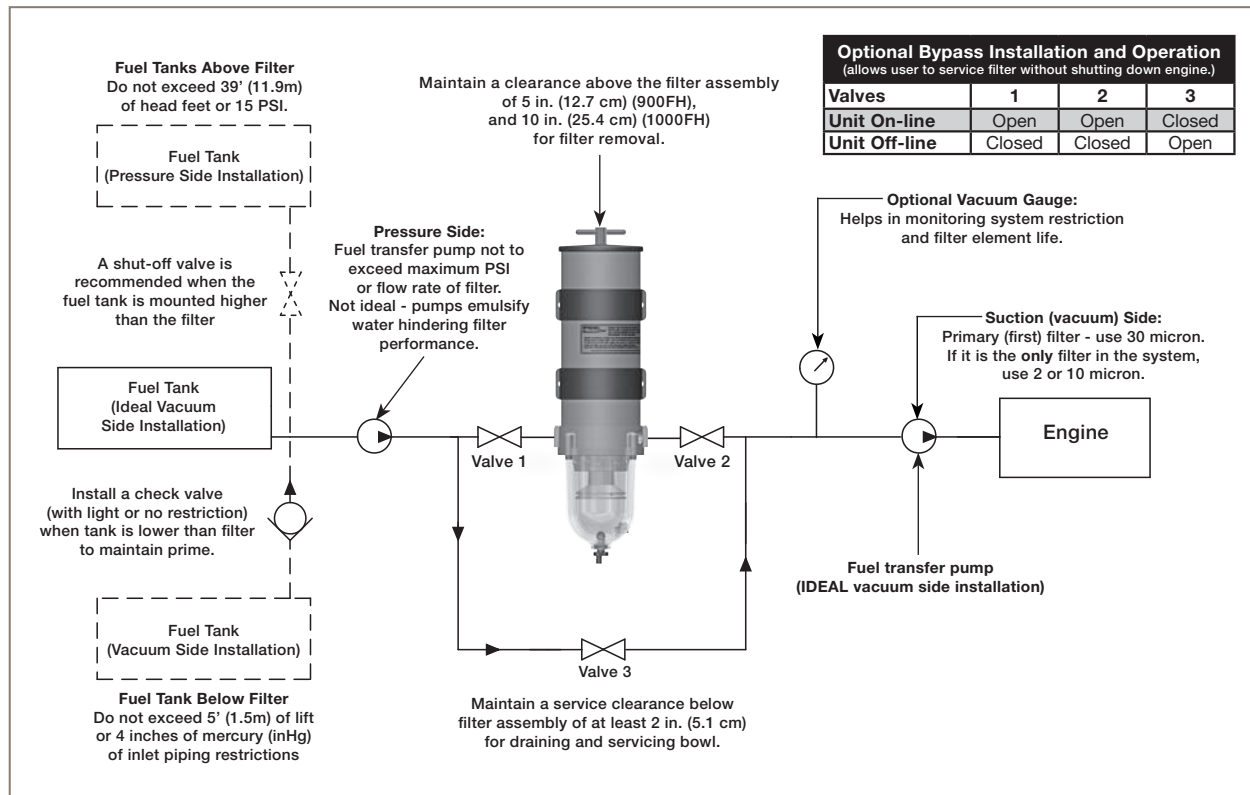 Fuel Tanks Above Filter
Do not exceed 39' (11.9m)
of head feet or 15 PSI.
Fuel Tank
(Pressure Side Installation)
A shut-off valve is
recommended when the
fuel tank is mounted higher
than the filter
Fuel Tank
(Ideal Vacuum
Side Installation)
Install a check valve
(with light or no restriction)
when tank is lower than filter
to maintain prime.
Fuel Tank
(Vacuum Side Installation)
Fuel Tank Below Filter
Do not exceed 5' (1.5m) of lift
or 4 inches of mercury (inHg)
of inlet piping restrictions
Pressure Side:
Fuel transfer pump not to
exceed maximum PSI
or flow rate of filter.
Not ideal - pumps emulsify
water hindering filter
performance.
Maintain a clearance above the filter assembly
of 5 in. (12.7 cm) (900FH),
and 10 in. (25.4 cm) (1000FH)
for filter removal.
Valve 1
Valve 2
Valve 3
Maintain a service clearance below
filter assembly of at least 2 in. (5.1 cm)
for draining and servicing bowl.
Optional Bypass Installation and Operation
(allows user to service filter without shutting down engine.)
Valves 1 2 3
Unit On-line Open Open Closed
Unit Off-line Closed Closed Open
Optional Vacuum Gauge:
Helps in monitoring system restriction
and filter element life.
Suction (vacuum) Side:
Primary (first) filter - use 30 micron.
If it is the only filter in the system,
use 2 or 10 micron.
Engine
Fuel transfer pump
(IDEAL vacuum side installation)